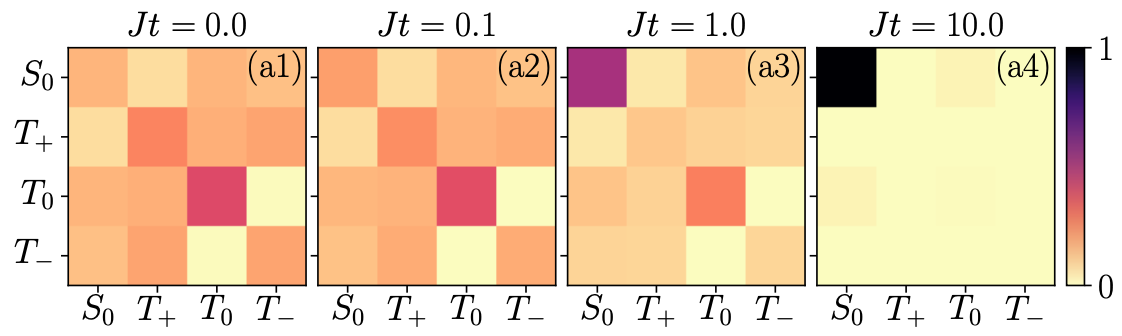 Jt = 0.0 Jt = 0.1 Jt = 1.0 Jt = 10.0
S₀ (a1) (a2) (a3) (a4) 1
T₊
T₀
T₋ 0
S₀ T₊ T₀ T₋ S₀ T₊ T₀ T₋ S₀ T₊ T₀ T₋ S₀ T₊ T₀ T₋